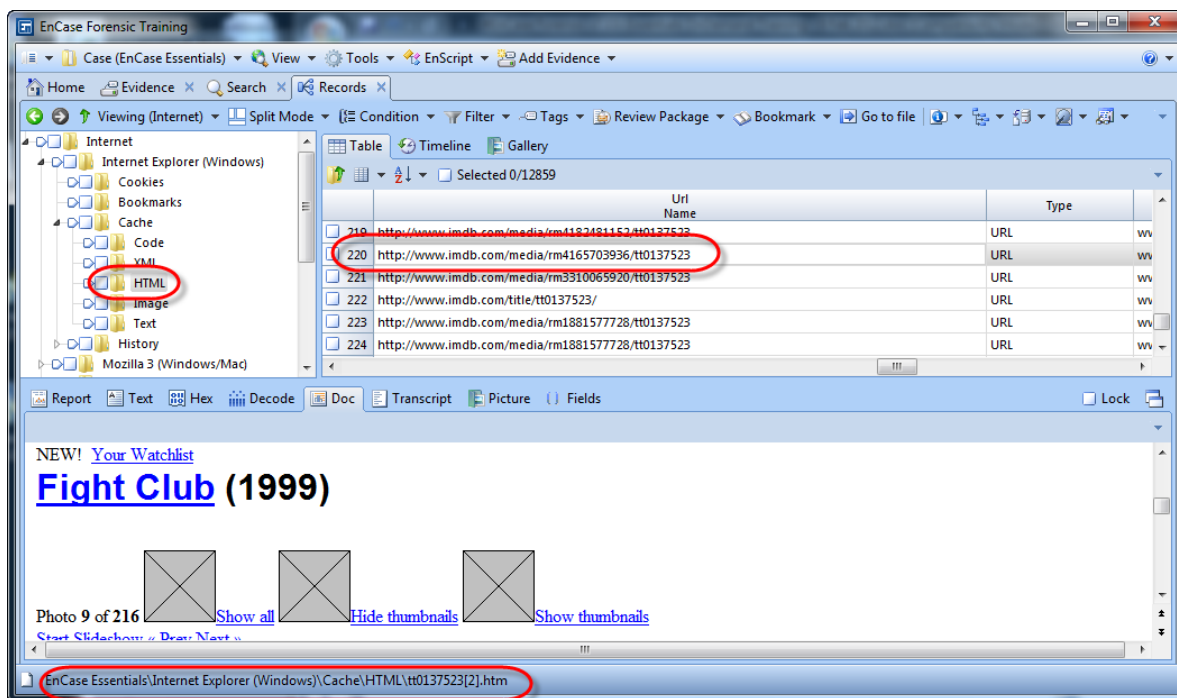 EnCase Forensic Training
Case (EnCase Essentials) View Tools EnScript Add Evidence
Home Evidence Search Records
Viewing (Internet) Split Mode Condition Filter Tags Review Package Bookmark Go to file
Internet
Internet Explorer (Windows)
Cookies
Bookmarks
Cache
Code
XML
HTML
Image
Text
History
Mozilla 3 (Windows/Mac)
Table Timeline Gallery
Selected 0/12859
Url
Name Type
219 http://www.imdb.com/media/rm4182481152/tt0137523 URL
220 http://www.imdb.com/media/rm4165703936/tt0137523 URL
221 http://www.imdb.com/media/rm3310065920/tt0137523 URL
222 http://www.imdb.com/title/tt0137523/ URL
223 http://www.imdb.com/media/rm1881577728/tt0137523 URL
224 http://www.imdb.com/media/rm1881577728/tt0137523 URL
Report Text Hex Decode Doc Transcript Picture Fields Lock
NEW! Your Watchlist
Fight Club (1999)
Photo 9 of 216 Show all Hide thumbnails Show thumbnails
Start Slideshow « Prev Next »
EnCase Essentials\Internet Explorer (Windows)\Cache\HTML\tt0137523[2].htm